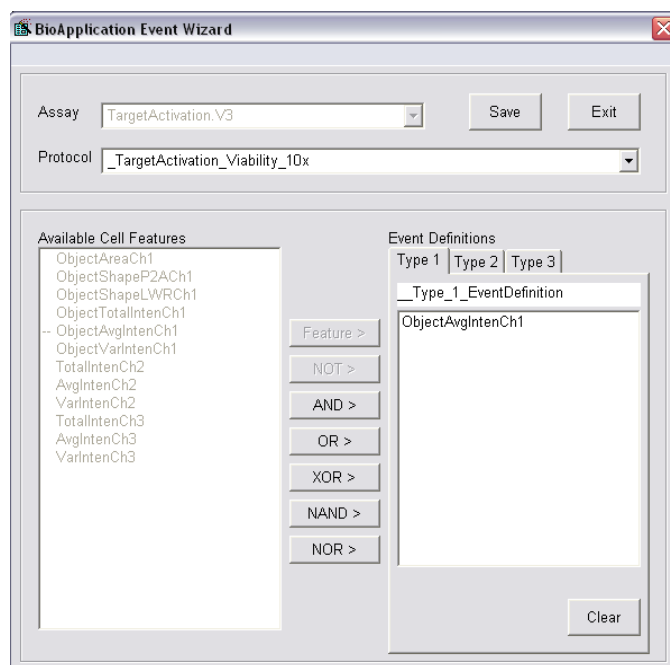 BioApplication Event Wizard
Assay
TargetActivation.V3
Save
Exit
Protocol
_TargetActivation_Viability_10x
Available Cell Features
ObjectAreaCh1
ObjectShapeP2ACh1
ObjectShapeLWRCh1
ObjectTotalIntenCh1
-- ObjectAvgIntenCh1
ObjectVarIntenCh1
TotalIntenCh2
AvgIntenCh2
VarIntenCh2
TotalIntenCh3
AvgIntenCh3
VarIntenCh3
Feature >
NOT >
AND >
OR >
XOR >
NAND >
NOR >
Event Definitions
Type 1 Type 2 Type 3
__Type_1_EventDefinition
ObjectAvgIntenCh1
Clear